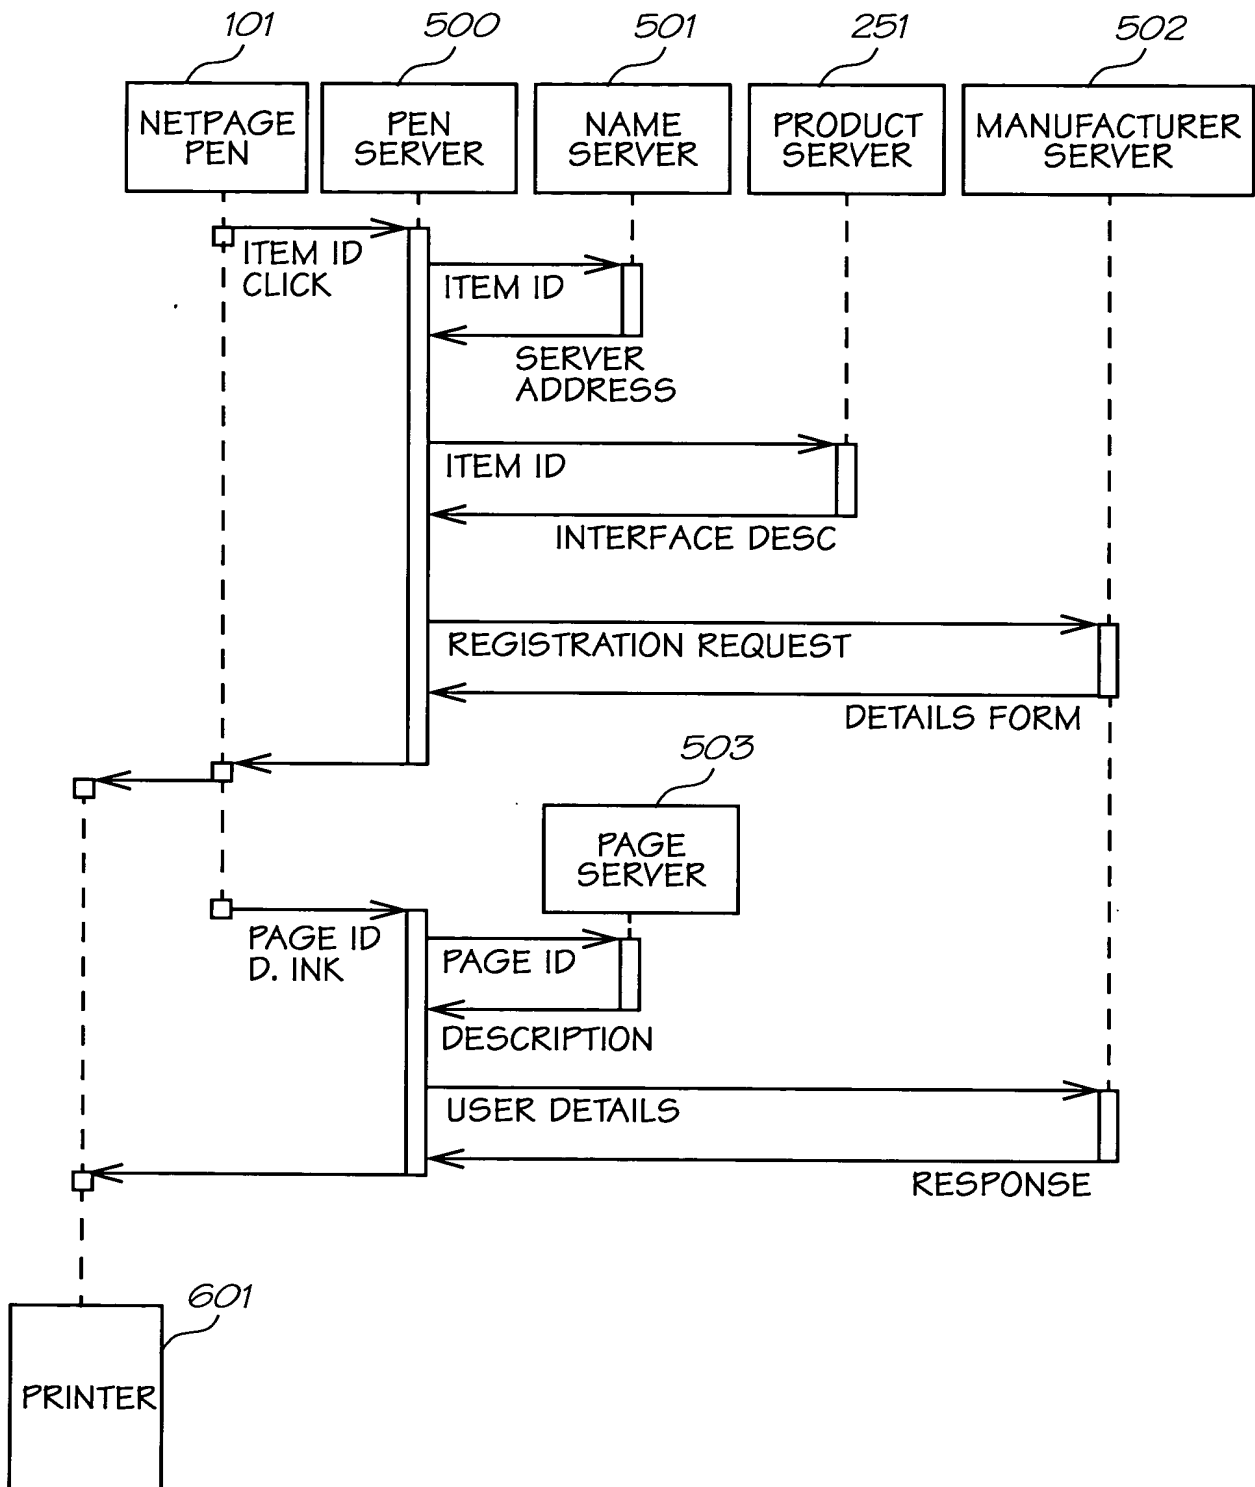 101
500
501
251
502
NETPAGE
PEN
PEN
SERVER
NAME
SERVER
PRODUCT
SERVER
MANUFACTURER
SERVER
ITEM ID
CLICK
ITEM ID
SERVER
ADDRESS
ITEM ID
INTERFACE DESC
REGISTRATION REQUEST
DETAILS FORM
503
PAGE
SERVER
PAGE ID
D. INK
PAGE ID
DESCRIPTION
USER DETAILS
RESPONSE
601
PRINTER